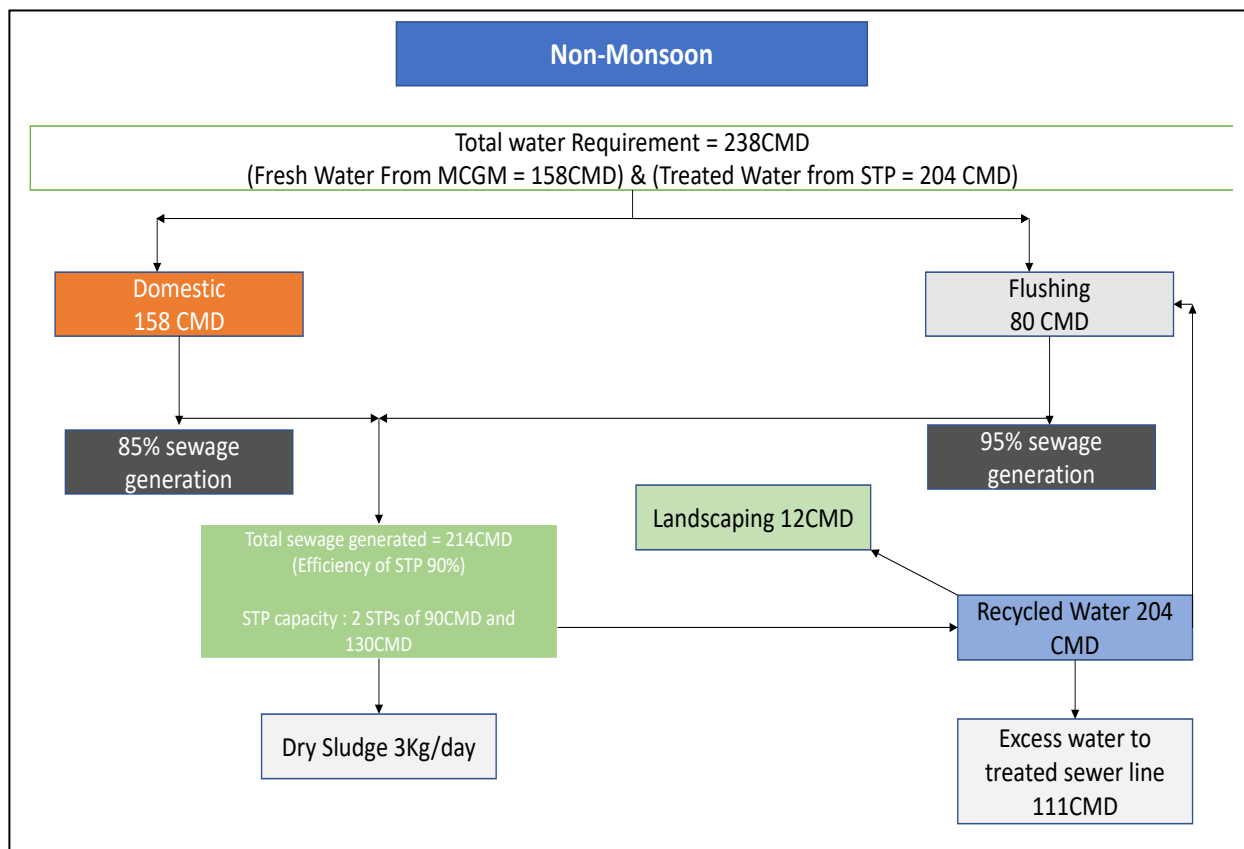 Non-Monsoon
Total water Requirement = 238CMD
(Fresh Water From MCGM = 158CMD) & (Treated Water from STP = 204 CMD)
Domestic
158 CMD
Flushing
80 CMD
85% sewage
generation
95% sewage
generation
Landscaping 12CMD
Total sewage generated = 214CMD
(Efficiency of STP 90%)
STP capacity : 2 STPs of 90CMD and
130CMD
Recycled Water 204
CMD
Dry Sludge 3Kg/day
Excess water to
treated sewer line
111CMD